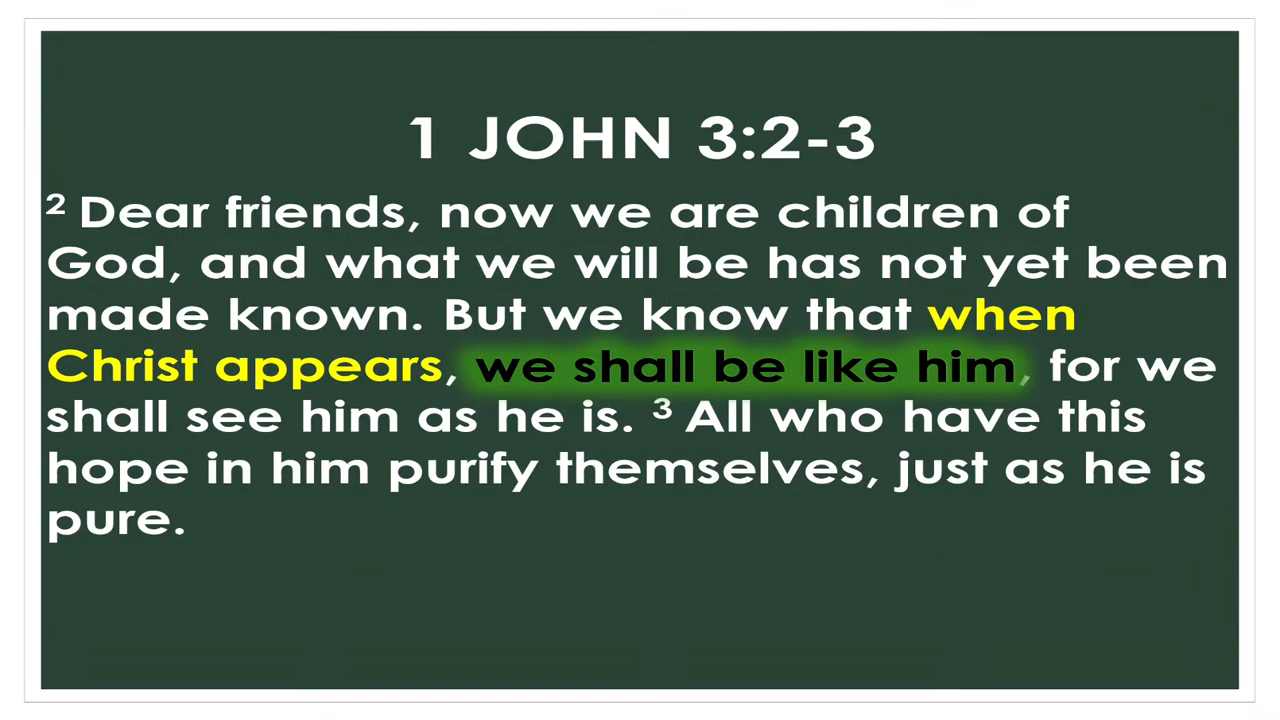 1 JOHN 3:2-3
² Dear friends, now we are children of
God, and what we will be has not yet been
made known. But we know that when
Christ appears, we shall be like him, for we
shall see him as he is. ³ All who have this
hope in him purify themselves, just as he is
pure.